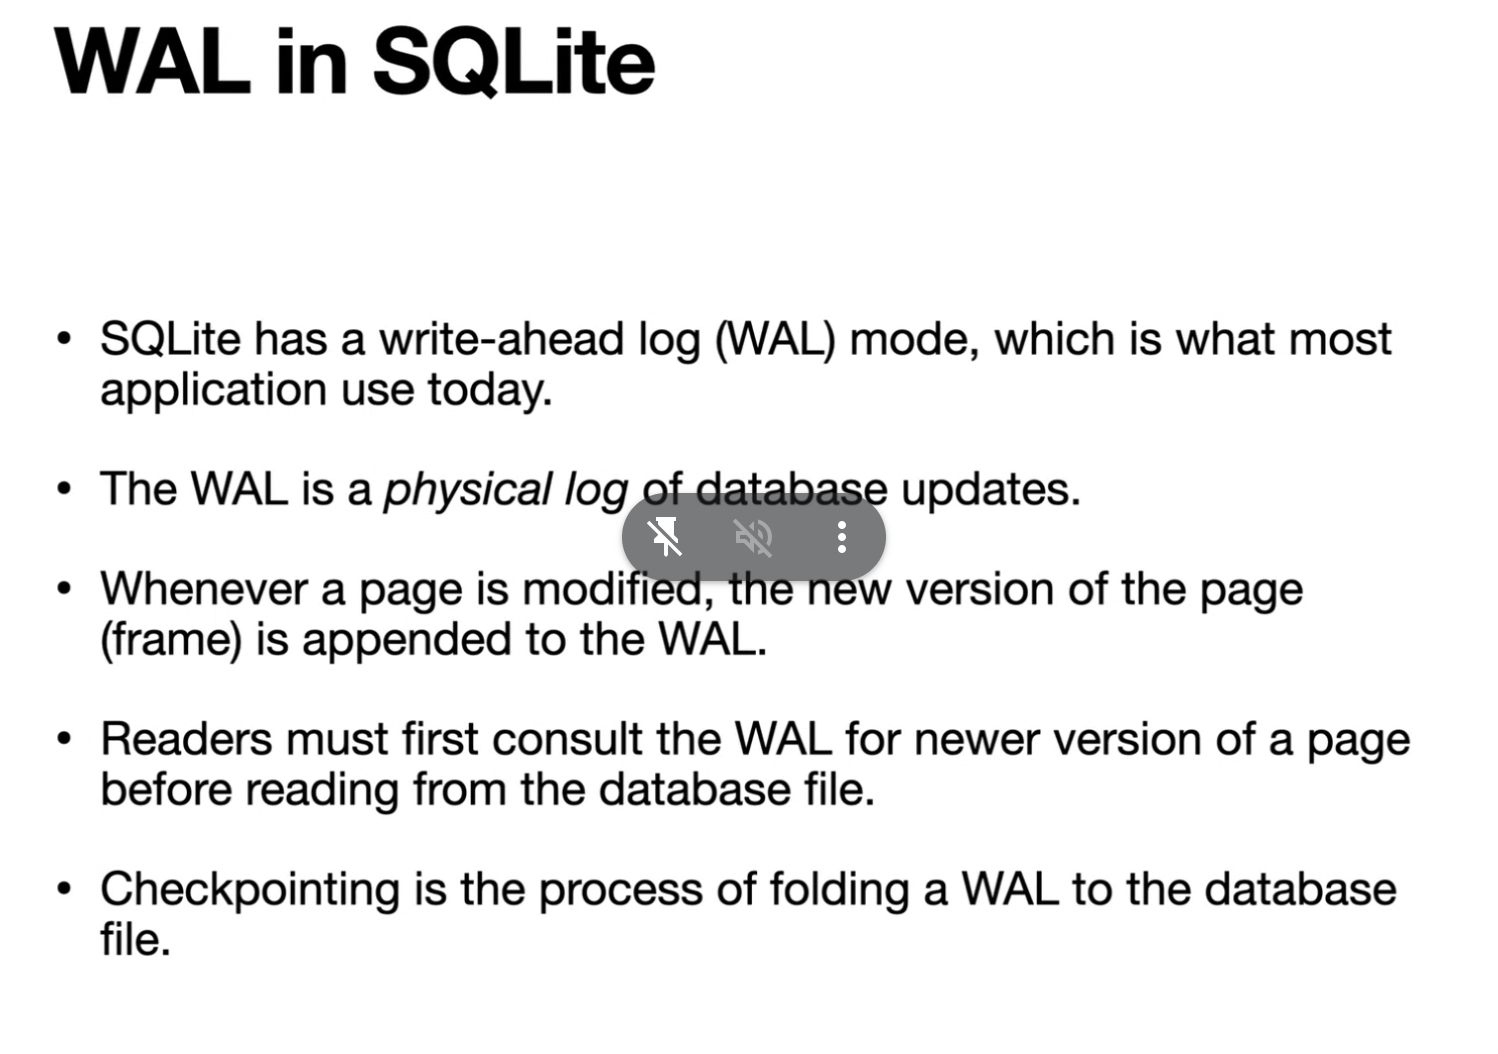 WAL in SQLite
• SQLite has a write-ahead log (WAL) mode, which is what most
application use today.
• The WAL is a physical log of database updates.
• Whenever a page is modified, the new version of the page
(frame) is appended to the WAL.
• Readers must first consult the WAL for newer version of a page
before reading from the database file.
• Checkpointing is the process of folding a WAL to the database
file.